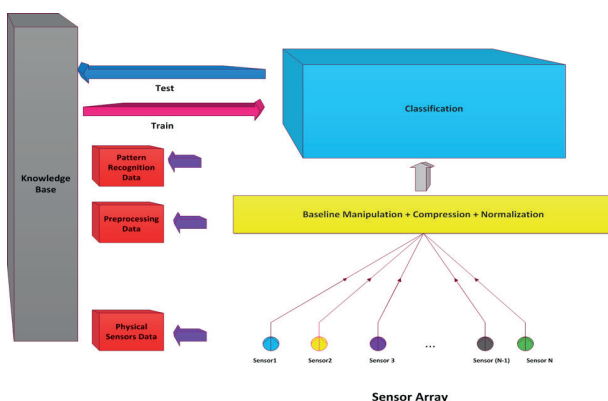 Test
Classification
Train
Pattern
Recognition
Data
Knowledge
Base
Preprocessing
Data
Baseline Manipulation + Compression + Normalization
Physical
Sensors Data
Sensor1
Sensor2
Sensor 3
...
Sensor (N-1)
Sensor N
Sensor Array